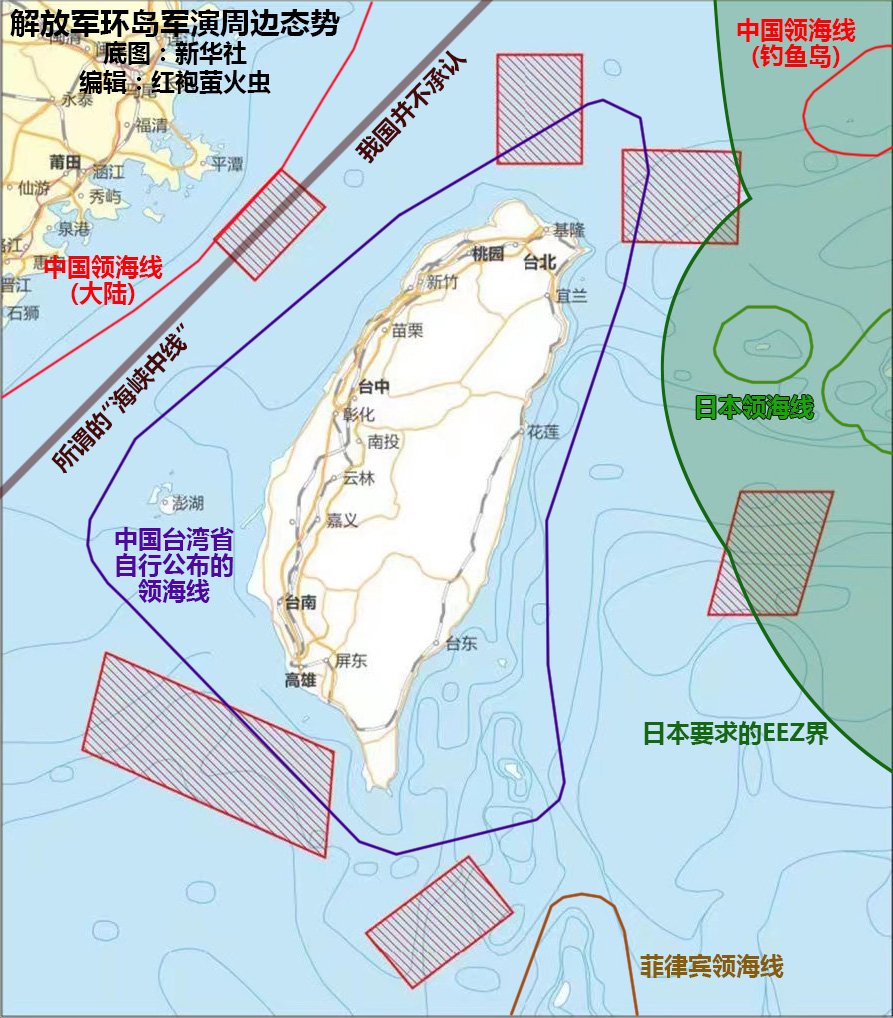 解放军环岛军演周边态势
底图：新华社
编辑：红袍萤火虫
中国领海线
(钓鱼岛)
我国并不承认
永泰
福清
平潭
莆田
涵江
仙游
秀屿
泉港
中国领海线
(大陆)
晋江
石狮
基隆
桃园
台北
新竹
宜兰
苗栗
所谓的“海峡中线”
台中
彰化
日本领海线
南投
花莲
云林
澎湖
嘉义
中国台湾省
自行公布的
领海线
台南
台东
屏东
高雄
日本要求的EEZ界
菲律宾领海线